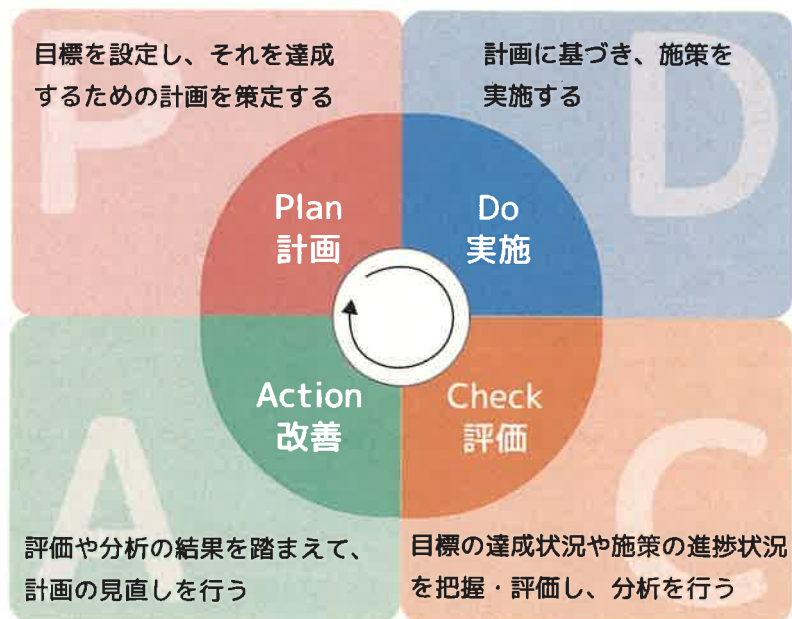 P
目標を設定し、それを達成
するための計画を策定する
Plan
計画
D
計画に基づき、施策を
実施する
Do
実施
C
Check
評価
目標の達成状況や施策の進捗状況
を把握・評価し、分析を行う
A
Action
改善
評価や分析の結果を踏まえて、
計画の見直しを行う